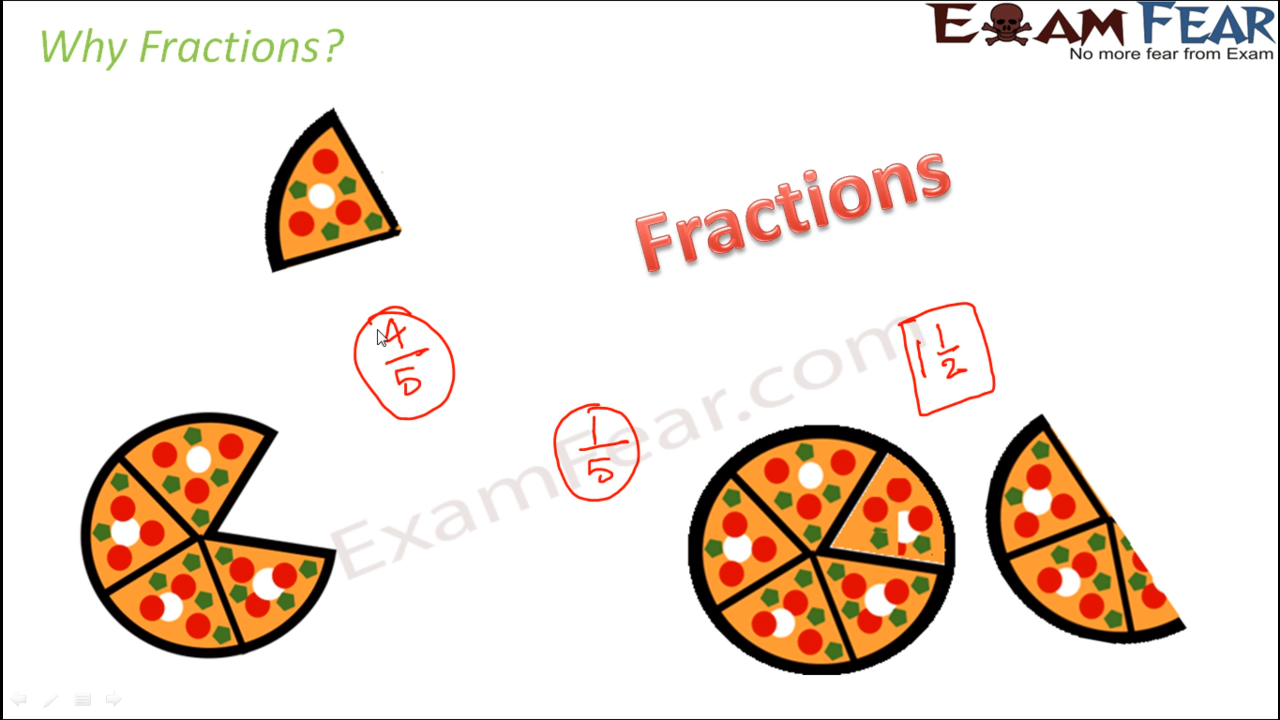 Why Fractions?
EXAM FEAR
No more fear from Exam
Fractions
4/5
1 1/2
1/5
ExamFear.com